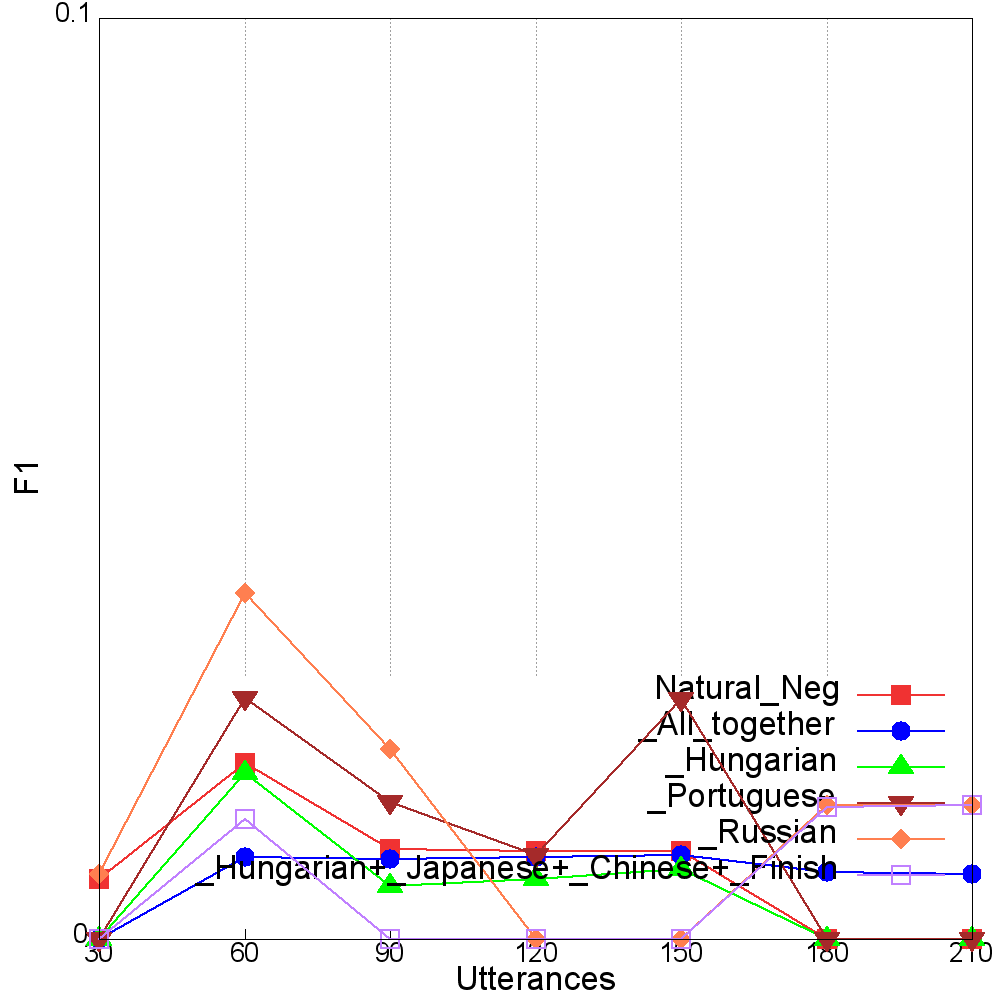 0.1
F1
Natural_Neg
_All_together
_Hungarian
_Portuguese
_Russian
_Hungarian+_Japanese+_Chinese+_Finish
0
30 60 90 120 150 180 210
Utterances